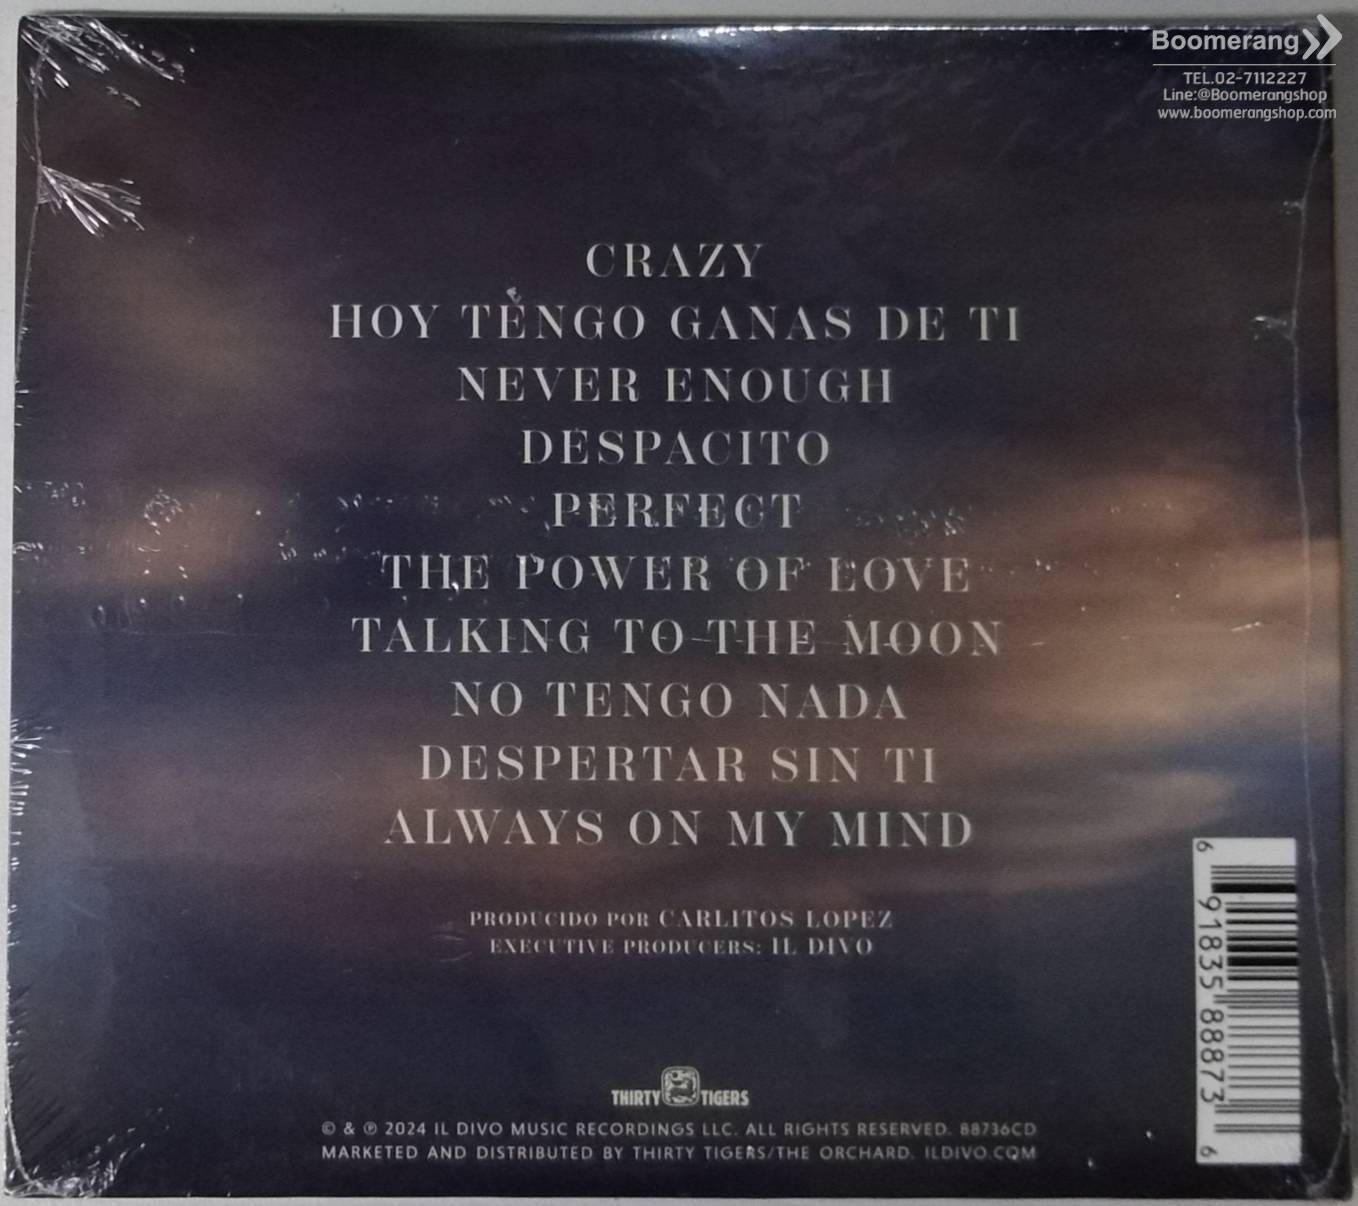 Boomerang
TEL.02-7112227
Line:@Boomerangshop
www.boomerangshop.com
CRAZY
HOY TENGO GANAS DE TI
NEVER ENOUGH
DESPACITO
PERFECT
THE POWER OF LOVE
TALKING TO THE MOON
NO TENGO NADA
DESPERTAR SIN TI
ALWAYS ON MY MIND
PRODUCIDO POR CARLITOS LOPEZ
EXECUTIVE PRODUCERS: IL DIVO
THIRTY TIGERS
© & ℗ 2024 IL DIVO MUSIC RECORDINGS LLC. ALL RIGHTS RESERVED. 88736CD
MARKETED AND DISTRIBUTED BY THIRTY TIGERS/THE ORCHARD. ILDIVO.COM
6 91835 88873 6